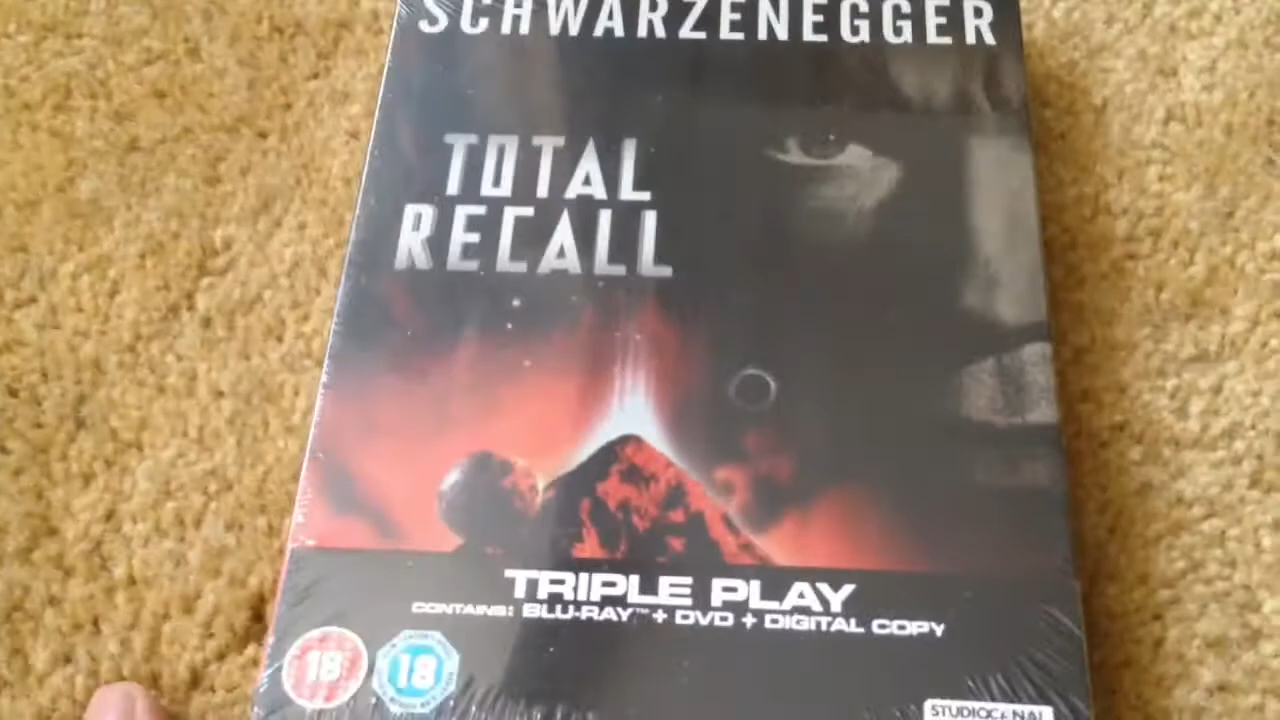 SCHWARZENEGGER
TOTAL
RECALL
TRIPLE PLAY
CONTAINS: BLU-RAY™ + DVD + DIGITAL COPY
18
18
STUDIOCANAL